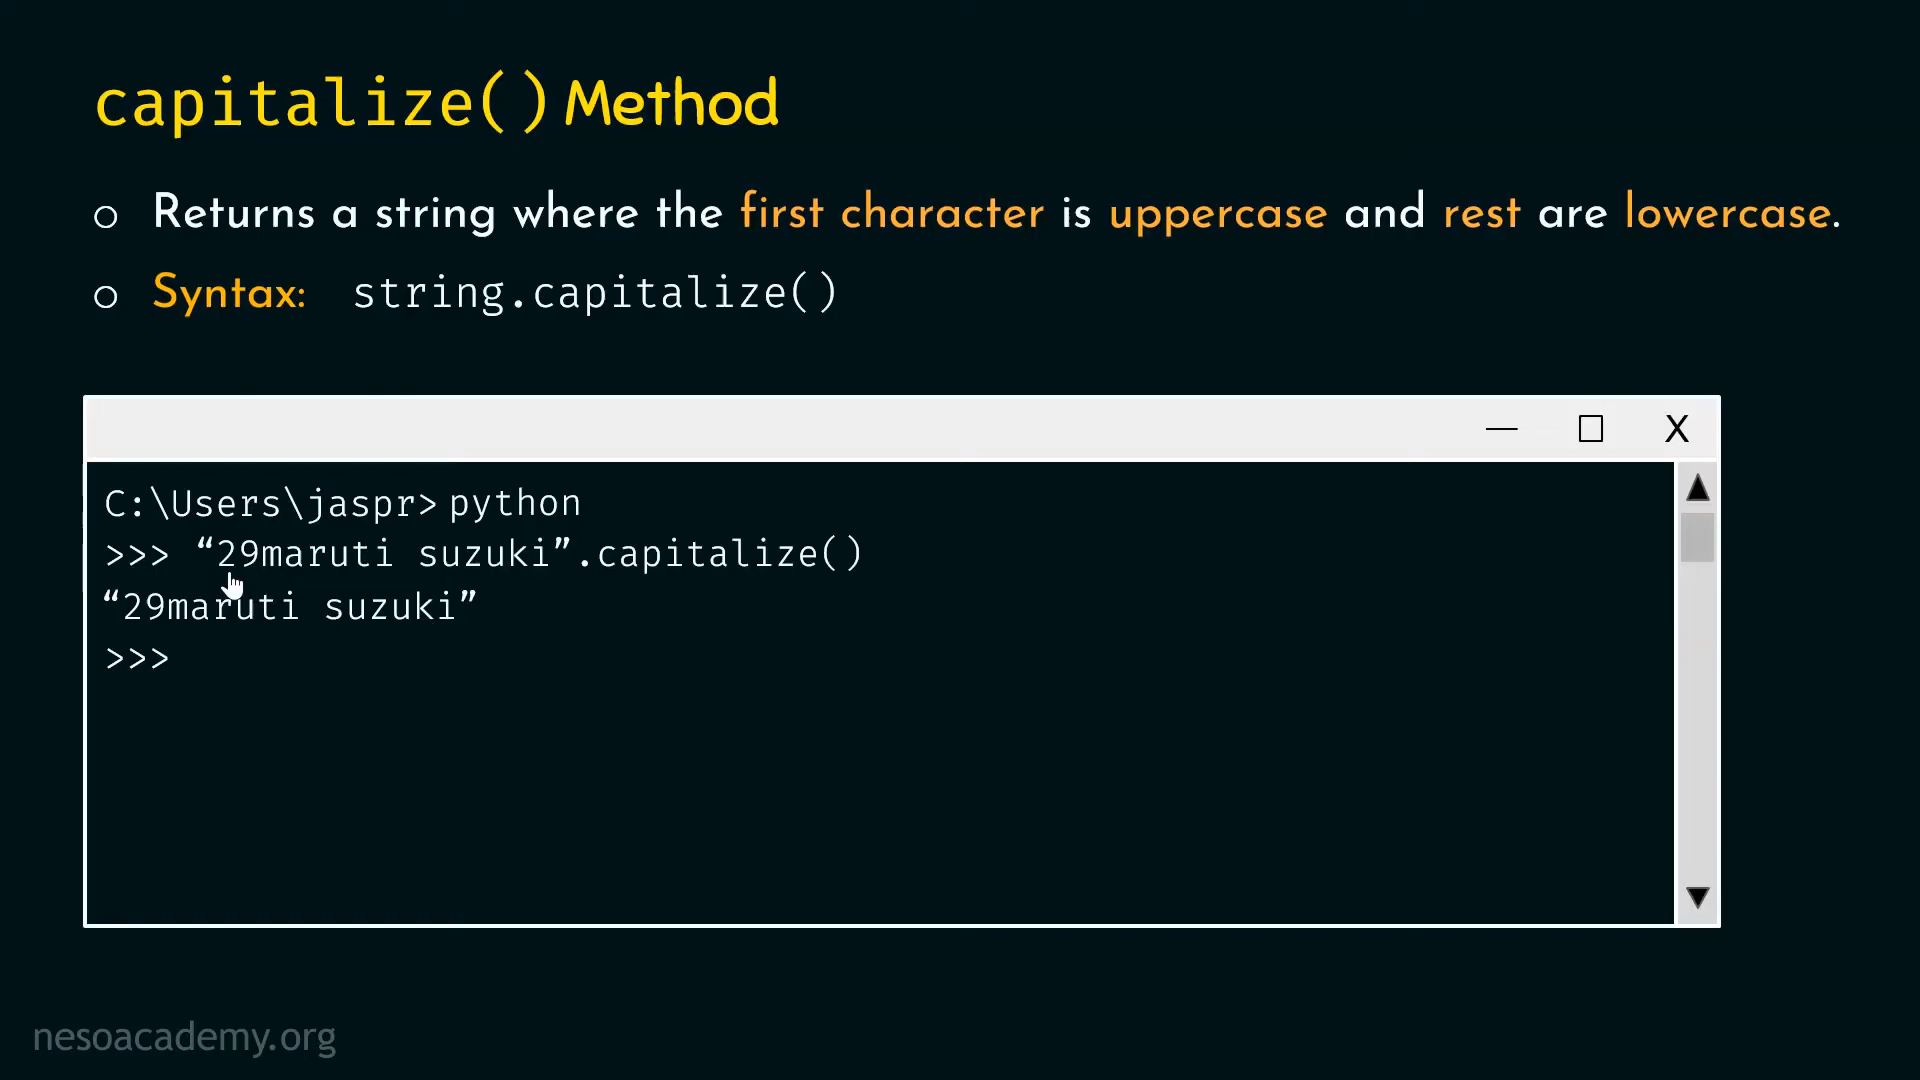 capitalize() Method
Returns a string where the first character is uppercase and rest are lowercase.
Syntax: string.capitalize()
C:\Users\jaspr> python
>>> “29maruti suzuki”.capitalize()
“29maruti suzuki”
>>>
nesoacademy.org